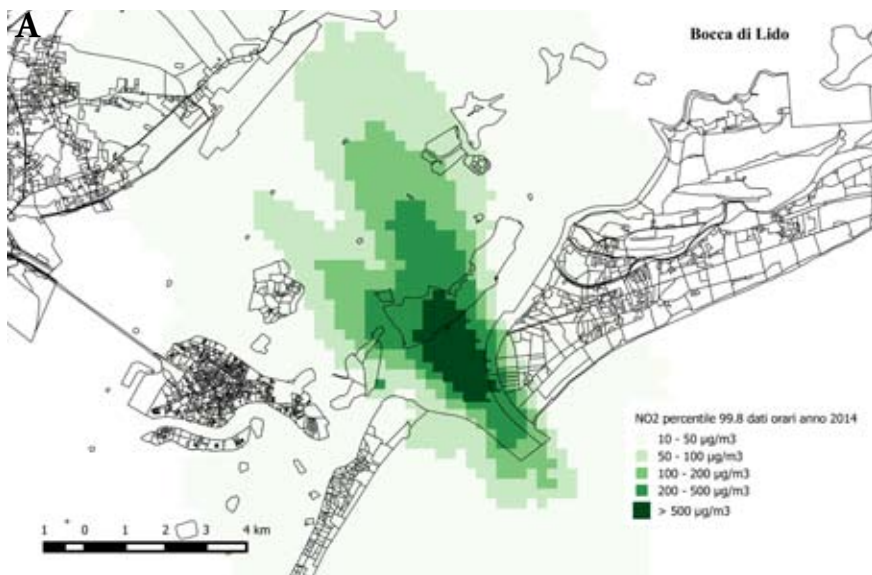 A
Bocca di Lido
NO2 percentile 99.8 dati orari anno 2014
10 - 50 µg/m3
50 - 100 µg/m3
100 - 200 µg/m3
200 - 500 µg/m3
> 500 µg/m3
1 0 1 2 3 4 km